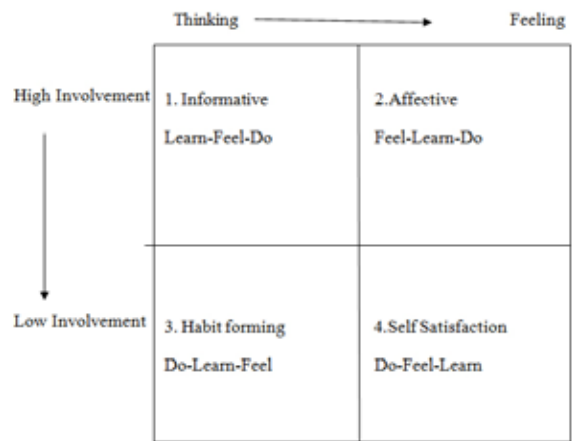 Thinking Feeling
High Involvement
1. Informative
Learn-Feel-Do
2.Affective
Feel-Learn-Do
Low Involvement
3. Habit forming
Do-Learn-Feel
4.Self Satisfaction
Do-Feel-Learn